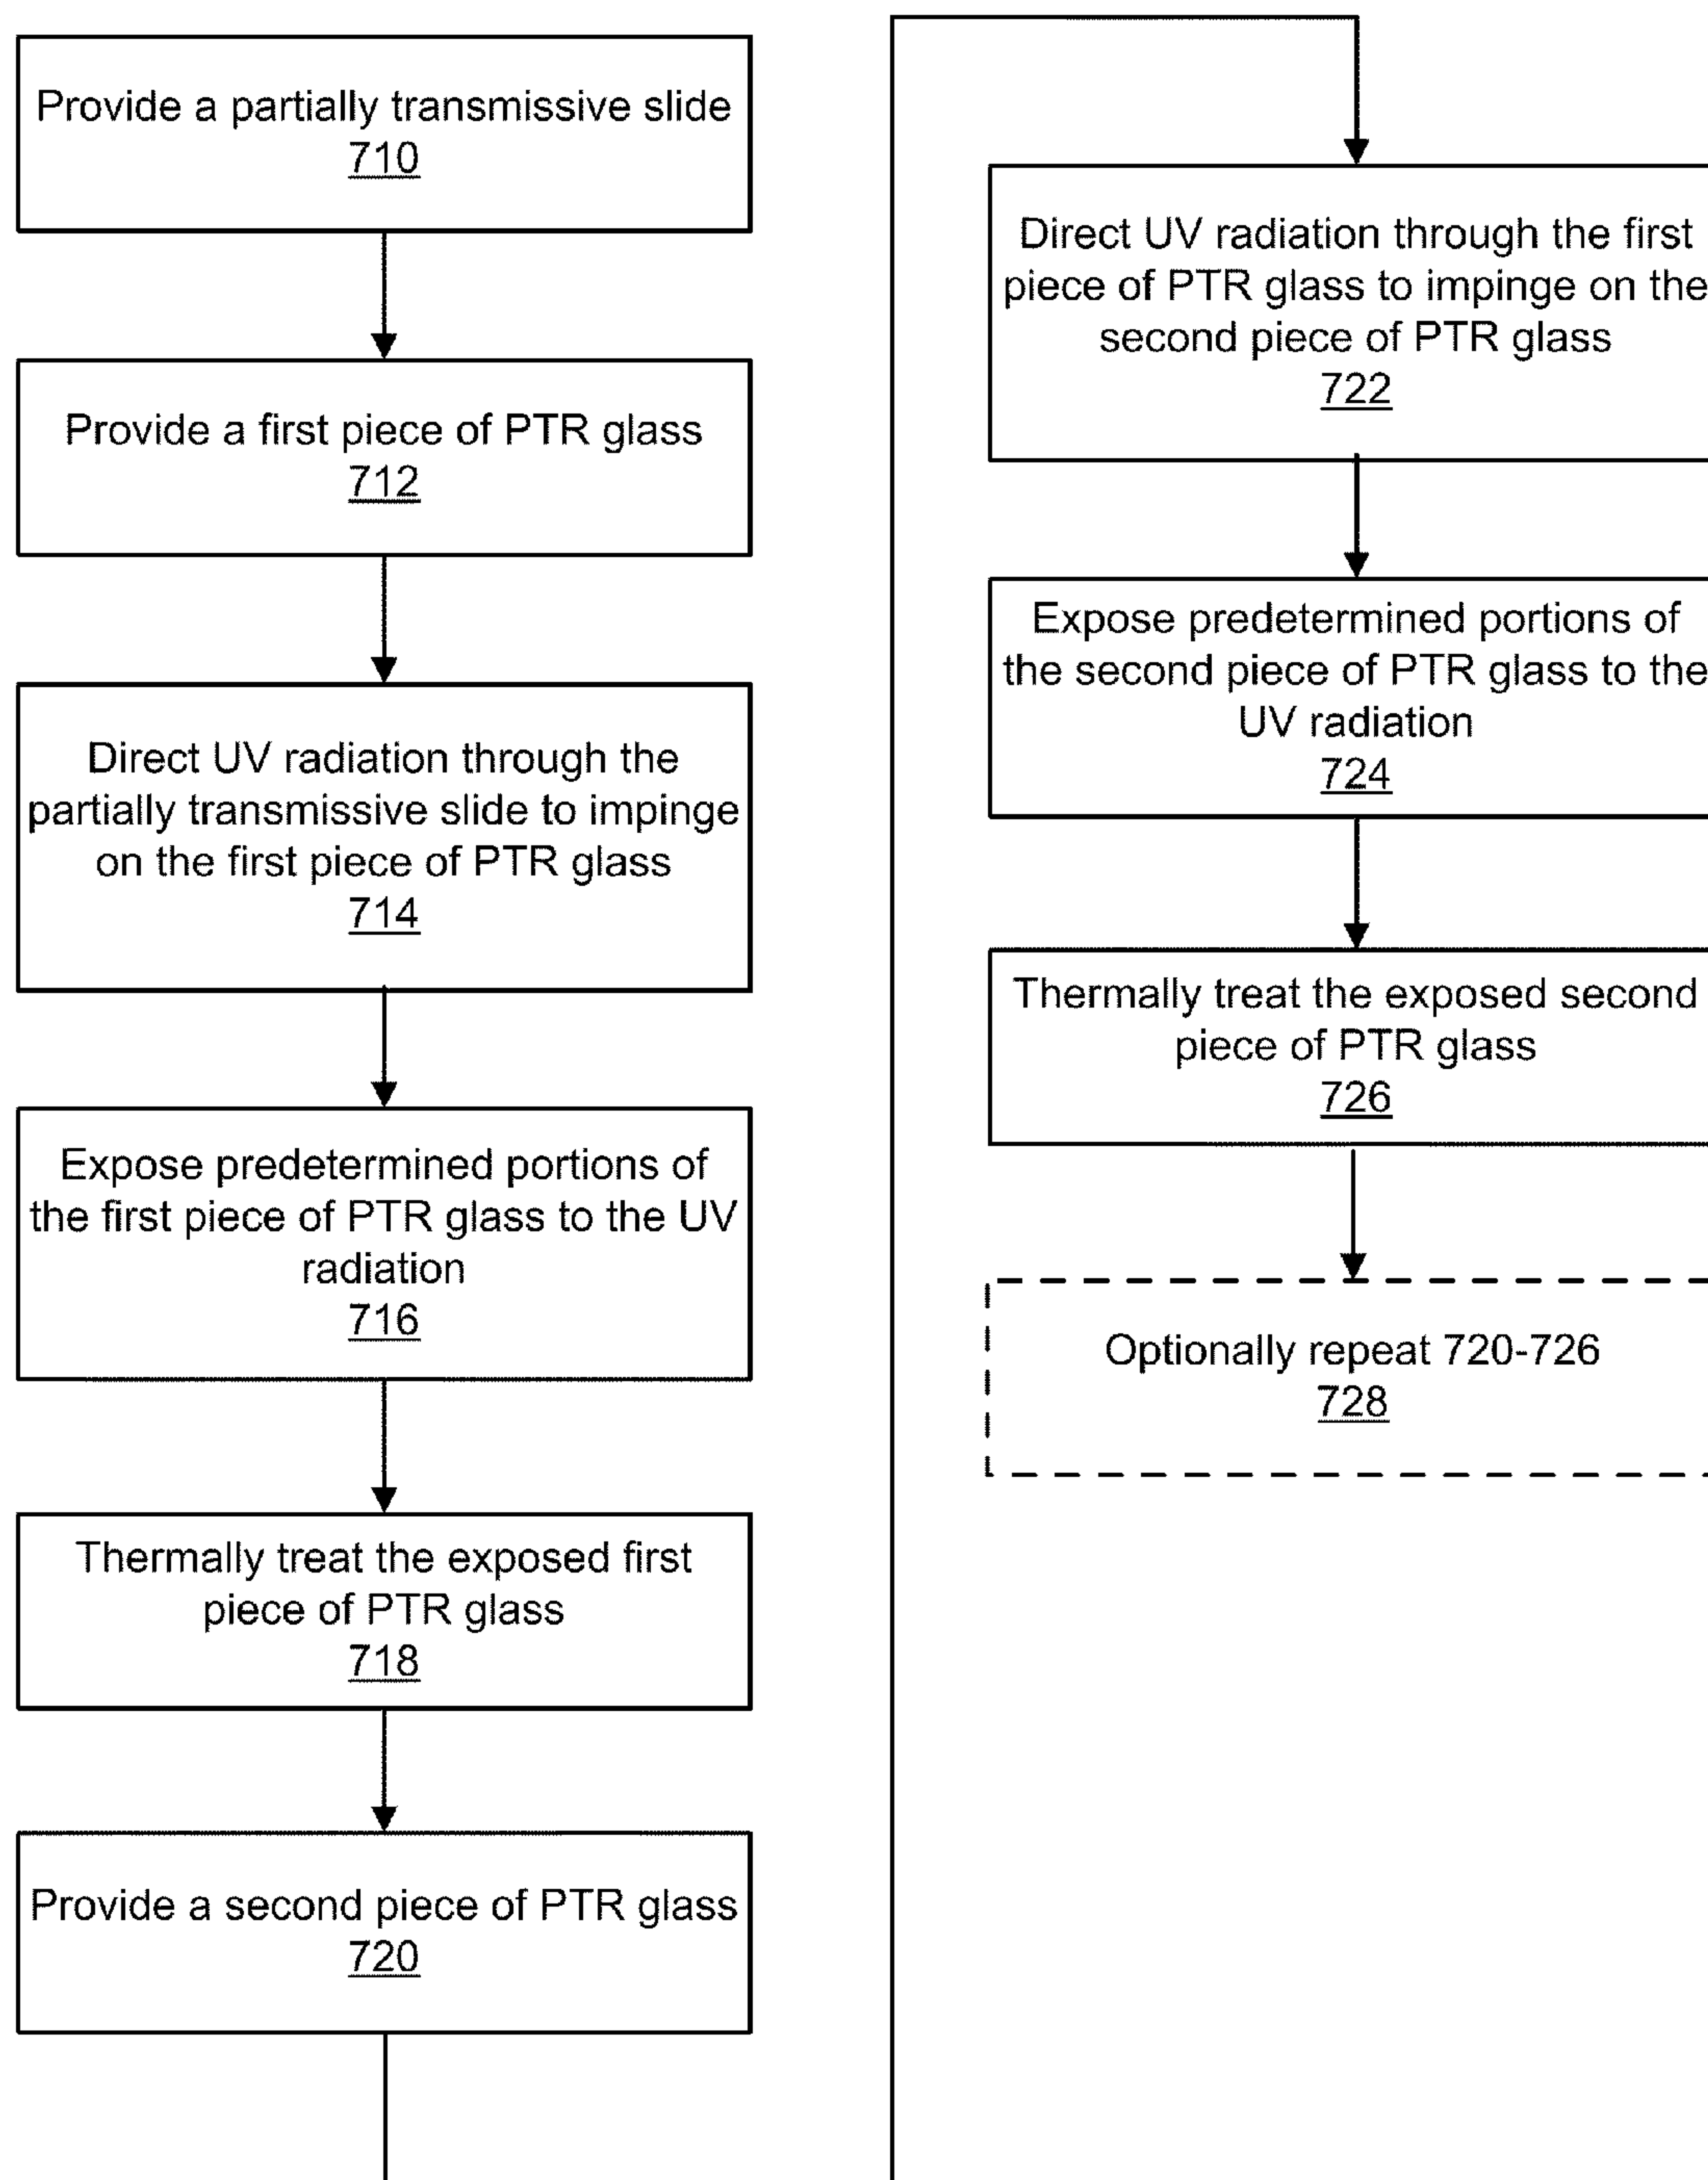 Provide a partially transmissive slide
710
Provide a first piece of PTR glass
712
Direct UV radiation through the
partially transmissive slide to impinge
on the first piece of PTR glass
714
Expose predetermined portions of
the first piece of PTR glass to the UV
radiation
716
Thermally treat the exposed first
piece of PTR glass
718
Provide a second piece of PTR glass
720
Direct UV radiation through the first
piece of PTR glass to impinge on the
second piece of PTR glass
722
Expose predetermined portions of
the second piece of PTR glass to the
UV radiation
724
Thermally treat the exposed second
piece of PTR glass
726
Optionally repeat 720-726
728